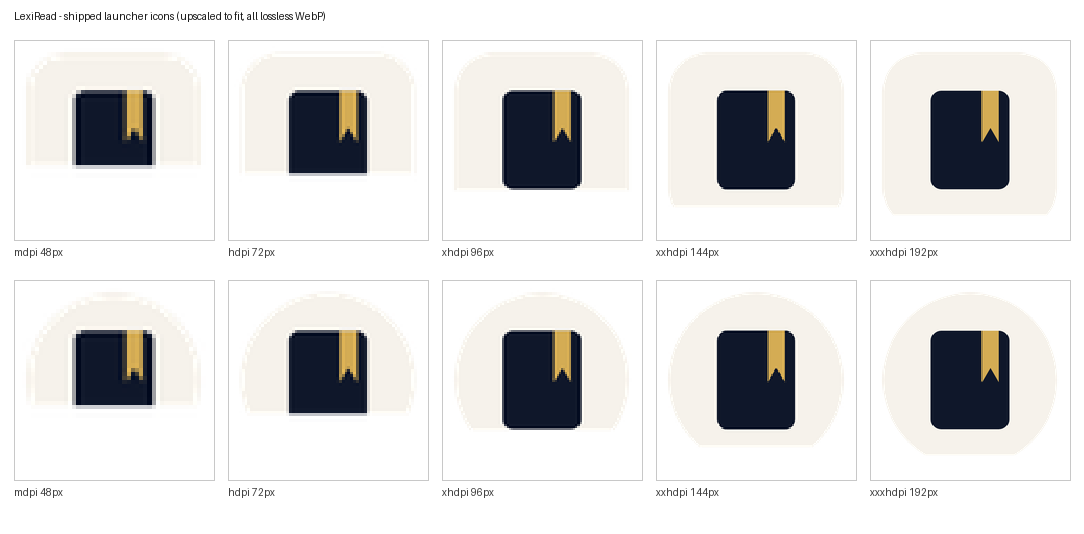 LexiRead - shipped launcher icons (upscaled to fit, all lossless WebP)
mdpi 48px
hdpi 72px
xhdpi 96px
xxhdpi 144px
xxxhdpi 192px
mdpi 48px
hdpi 72px
xhdpi 96px
xxhdpi 144px
xxxhdpi 192px